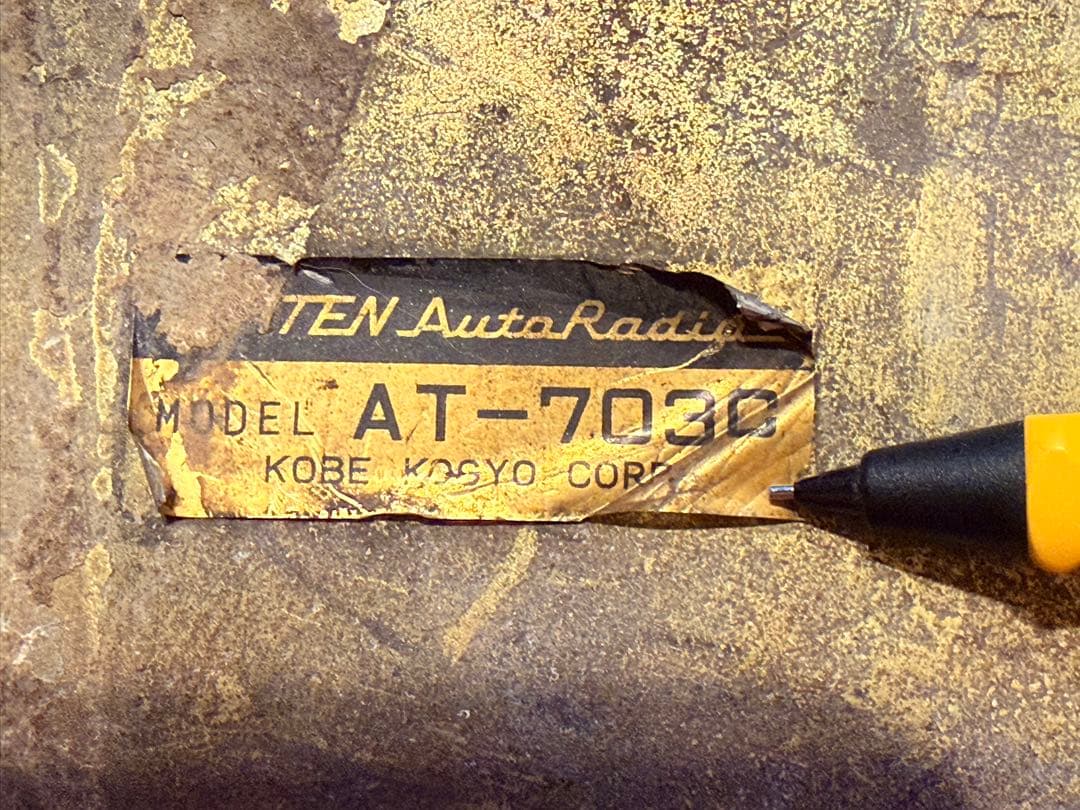 TEN AutoRadio
MODEL AT-703C
KOBE KOGYO CORP.